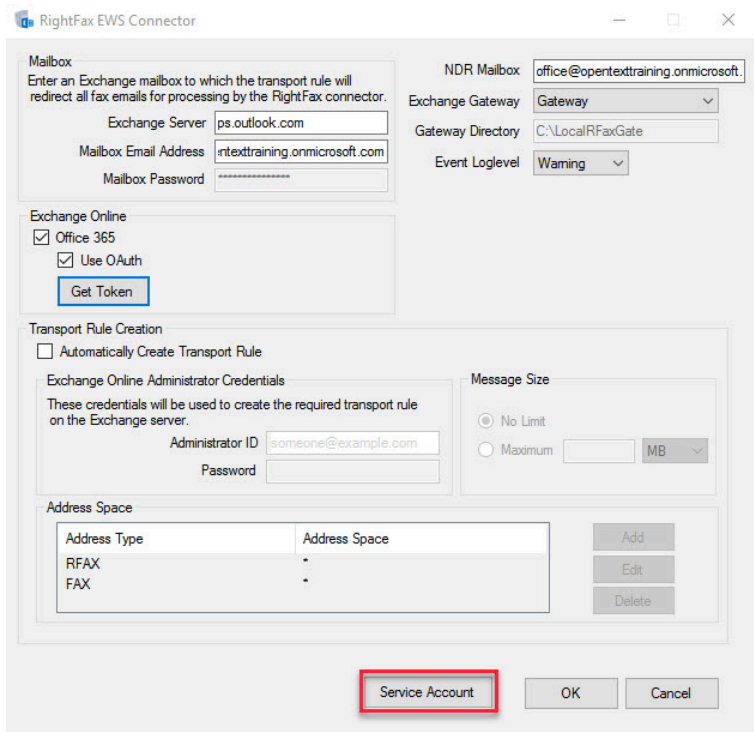 RightFax EWS Connector
Mailbox
Enter an Exchange mailbox to which the transport rule will
redirect all fax emails for processing by the RightFax connector.
Exchange Server ps.outlook.com
Mailbox Email Address entexttraining.onmicrosoft.com
Mailbox Password ***************
NDR Mailbox office@opentexttraining.onmicrosoft.
Exchange Gateway Gateway
Gateway Directory C:\LocalRFaxGate
Event Loglevel Warning
Exchange Online
Office 365
Use OAuth
Get Token
Transport Rule Creation
Automatically Create Transport Rule
Exchange Online Administrator Credentials
These credentials will be used to create the required transport rule
on the Exchange server.
Administrator ID someone@example.com
Password
Message Size
No Limit
Maximum MB
Address Space
Address Type Address Space
RFAX *
FAX *
Add
Edit
Delete
Service Account OK Cancel